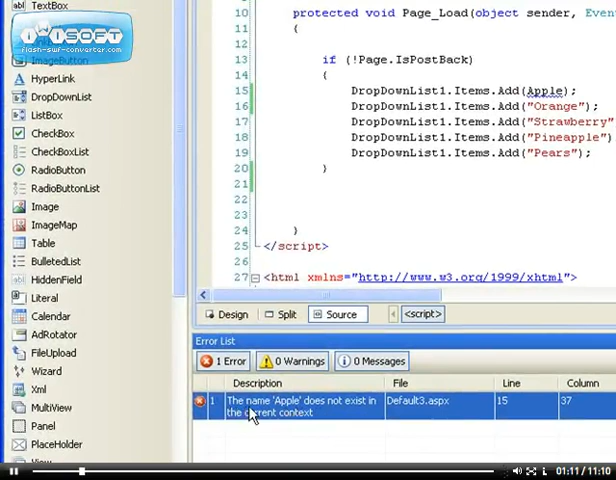 TextBox
iWiSOFT
flash-swf-converter.com
ImageButton
HyperLink
DropDownList
ListBox
CheckBox
CheckBoxList
RadioButton
RadioButtonList
Image
ImageMap
Table
BulletedList
HiddenField
Literal
Calendar
AdRotator
FileUpload
Wizard
Xml
MultiView
Panel
PlaceHolder
10 protected void Page_Load(object sender, Even
11 {
12
13 if (!Page.IsPostBack)
14 {
15 DropDownList1.Items.Add(Apple);
16 DropDownList1.Items.Add("Orange");
17 DropDownList1.Items.Add("Strawberry"
18 DropDownList1.Items.Add("Pineapple")
19 DropDownList1.Items.Add("Pears");
20 }
21
22
23
24 }
25 </script>
26
27 <html xmlns="http://www.w3.org/1999/xhtml">
Design Split Source <script>
Error List
1 Error 0 Warnings 0 Messages
Description File Line Column
1 The name 'Apple' does not exist in Default3.aspx 15 37
the current context
01:11 / 11:10